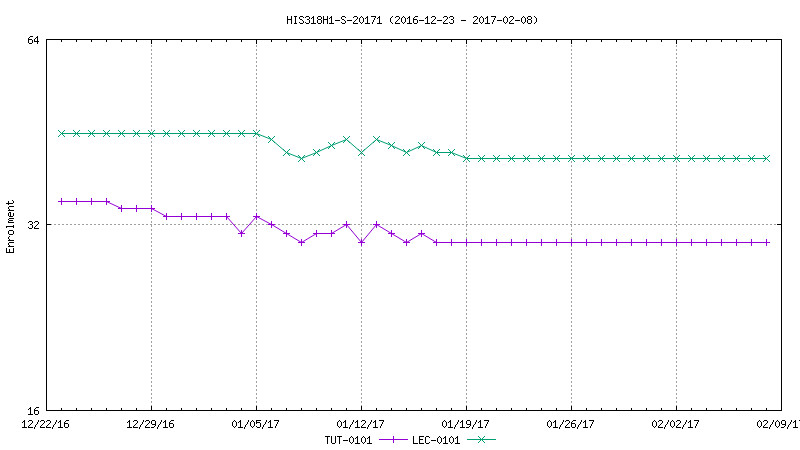 HIS318H1-S-20171 (2016-12-23 - 2017-02-08)
64
Enrolment
32
16
12/22/16 12/29/16 01/05/17 01/12/17 01/19/17 01/26/17 02/02/17 02/09/1
TUT-0101 LEC-0101